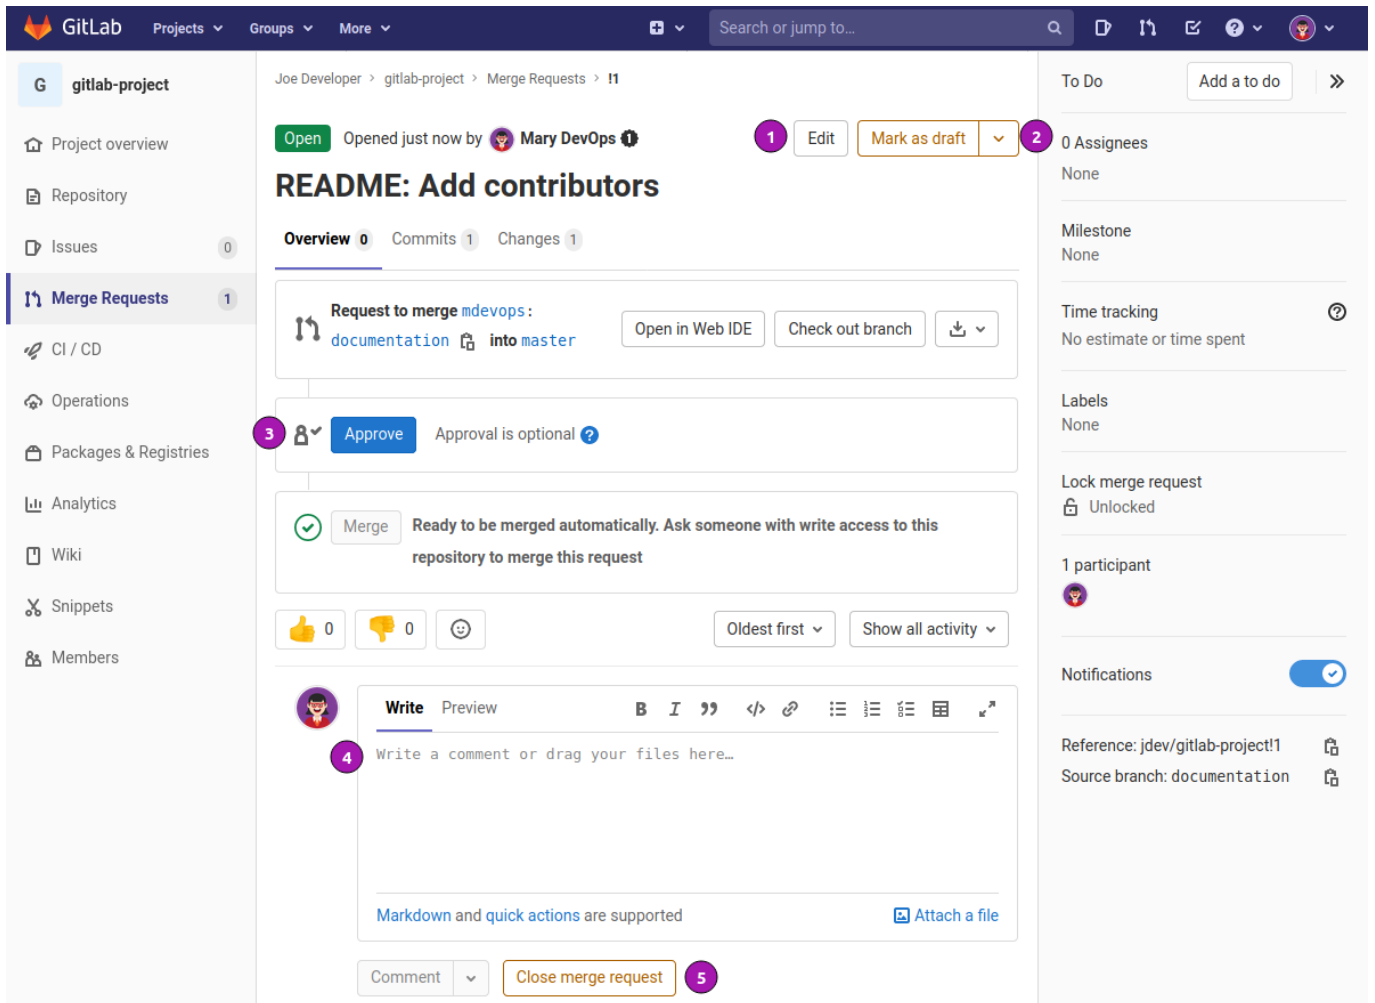 GitLab Projects Groups More Search or jump to...
G gitlab-project
Project overview
Repository
Issues 0
Merge Requests 1
CI / CD
Operations
Packages & Registries
Analytics
Wiki
Snippets
Members
Joe Developer > gitlab-project > Merge Requests > !1
Open Opened just now by Mary DevOps 1
1 Edit Mark as draft 2
README: Add contributors
Overview 0 Commits 1 Changes 1
Request to merge mdevops:
documentation into master
Open in Web IDE Check out branch
3 Approve Approval is optional ?
Merge Ready to be merged automatically. Ask someone with write access to this
repository to merge this request
0 0
Oldest first Show all activity
Write Preview B I
4 Write a comment or drag your files here…
Markdown and quick actions are supported Attach a file
Comment Close merge request 5
To Do Add a to do
0 Assignees
None
Milestone
None
Time tracking
No estimate or time spent
Labels
None
Lock merge request
Unlocked
1 participant
Notifications
Reference: jdev/gitlab-project!1
Source branch: documentation